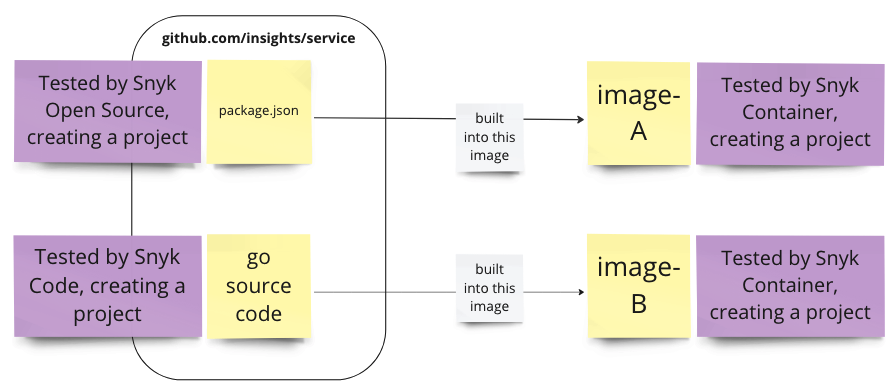 github.com/insights/service
Tested by Snyk
Open Source,
creating a project
package.json
built
into this
image
image-
A
Tested by Snyk
Container,
creating a project
Tested by Snyk
Code, creating a
project
go
source
code
built
into this
image
image-
B
Tested by Snyk
Container,
creating a project